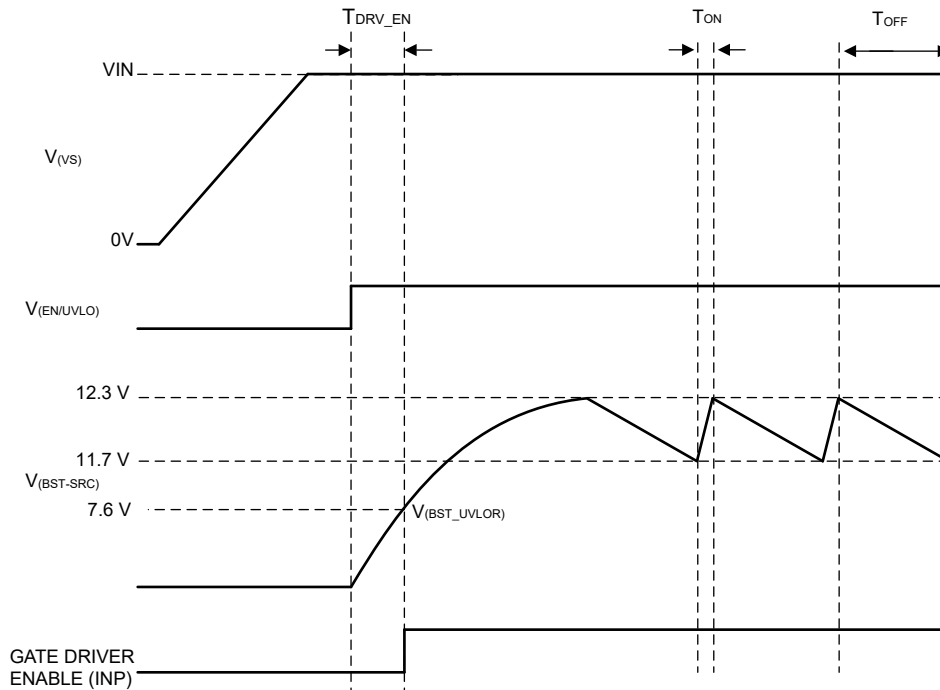 TDRV_EN
TON
TOFF
VIN
V(VS)
0V
V(EN/UVLO)
12.3 V
11.7 V
V(BST-SRC)
7.6 V
V(BST_UVLOR)
GATE DRIVER
ENABLE (INP)